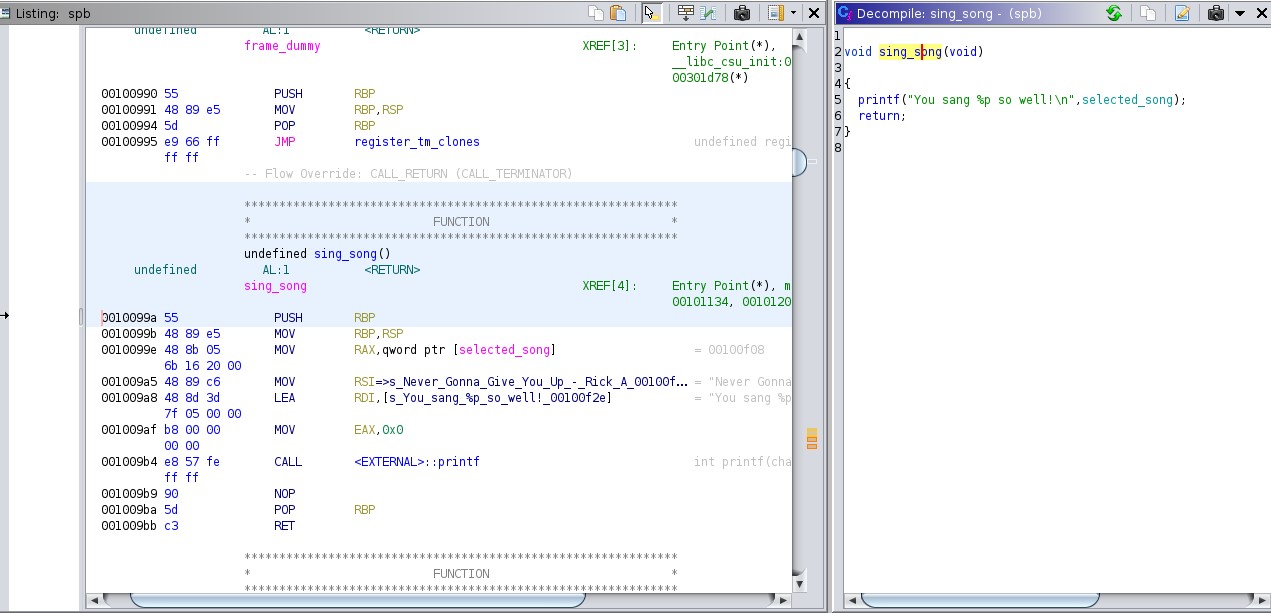 Listing: spb
undefined AL:1 <RETURN>
frame_dummy XREF[3]: Entry Point(*),
__libc_csu_init:0
00301d78(*)
00100990 55 PUSH RBP
00100991 48 89 e5 MOV RBP,RSP
00100994 5d POP RBP
00100995 e9 66 ff JMP register_tm_clones undefined regi
ff ff
-- Flow Override: CALL_RETURN (CALL_TERMINATOR)
**************************************************************
* FUNCTION *
**************************************************************
undefined sing_song()
undefined AL:1 <RETURN>
sing_song XREF[4]: Entry Point(*), m
00101134, 0010120
0010099a 55 PUSH RBP
0010099b 48 89 e5 MOV RBP,RSP
0010099e 48 8b 05 MOV RAX,qword ptr [selected_song] = 00100f08
6b 16 20 00
001009a5 48 89 c6 MOV RSI=>s_Never_Gonna_Give_You_Up_-_Rick_A_00100f... = "Never Gonna
001009a8 48 8d 3d LEA RDI,[s_You_sang_%p_so_well!_00100f2e] = "You sang %p
7f 05 00 00
001009af b8 00 00 MOV EAX,0x0
00 00
001009b4 e8 57 fe CALL <EXTERNAL>::printf int printf(cha
ff ff
001009b9 90 NOP
001009ba 5d POP RBP
001009bb c3 RET
**************************************************************
* FUNCTION *
**************************************************************
Decompile: sing_song - (spb)
1
2 void sing_song(void)
3
4 {
5 printf("You sang %p so well!\n",selected_song);
6 return;
7 }
8